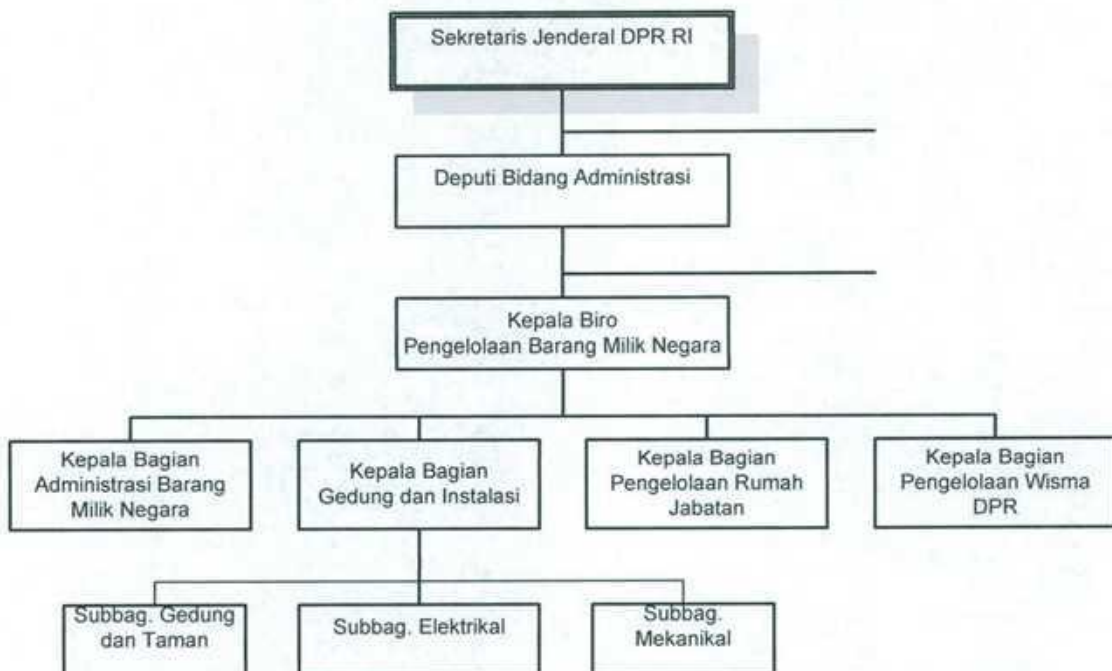 Sekretaris Jenderal DPR RI
Deputi Bidang Administrasi
Kepala Biro
Pengelolaan Barang Milik Negara
Kepala Bagian
Administrasi Barang
Milik Negara
Kepala Bagian
Gedung dan Instalasi
Kepala Bagian
Pengelolaan Rumah
Jabatan
Kepala Bagian
Pengelolaan Wisma
DPR
Subbag. Gedung
dan Taman
Subbag. Elektrikal
Subbag.
Mekanikal